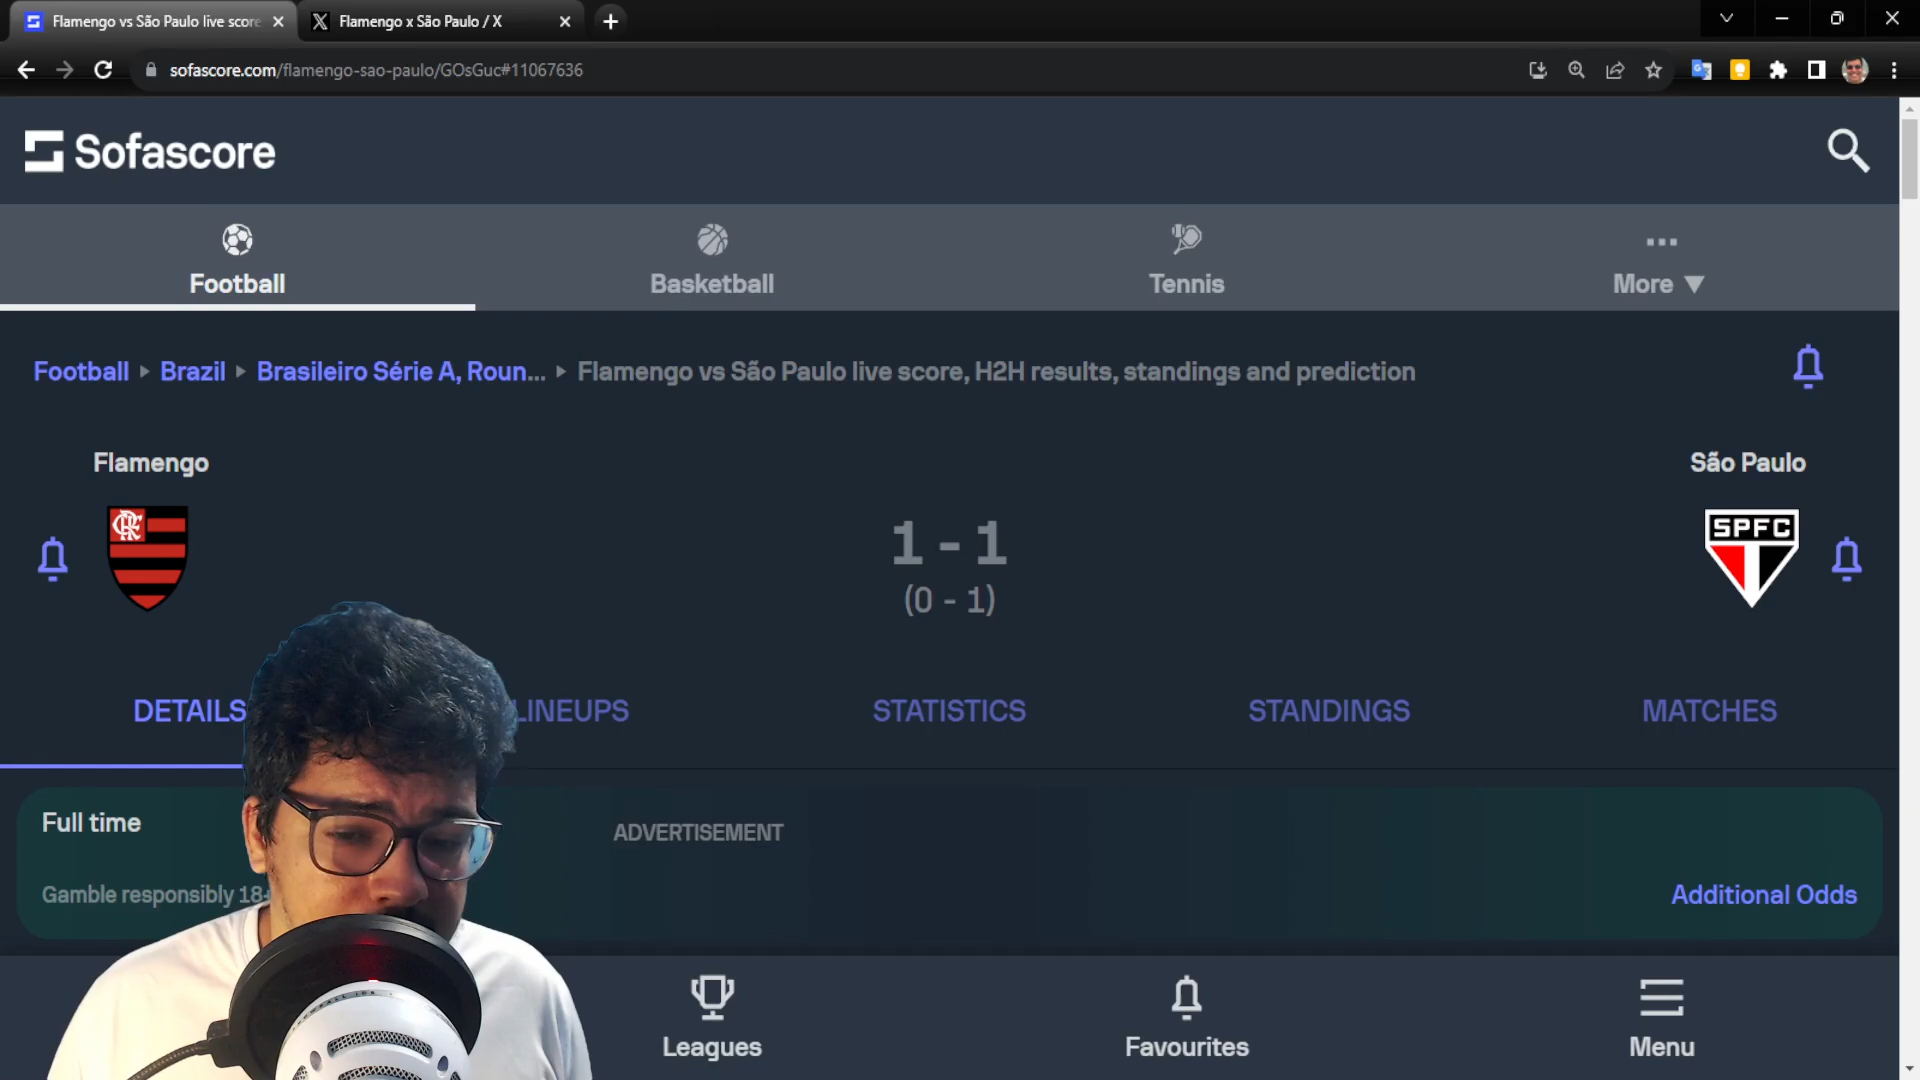 Flamengo vs São Paulo live score
Flamengo x São Paulo / X
sofascore.com/flamengo-sao-paulo/GOsGuc#11067636
Sofascore
Football
Basketball
Tennis
More ▼
Football ▸ Brazil ▸ Brasileiro Série A, Roun... ▸ Flamengo vs São Paulo live score, H2H results, standings and prediction
Flamengo
São Paulo
SPFC
1 - 1
(0 - 1)
DETAILS
LINEUPS
STATISTICS
STANDINGS
MATCHES
Full time
ADVERTISEMENT
Gamble responsibly 18+
Additional Odds
Leagues
Favourites
Menu